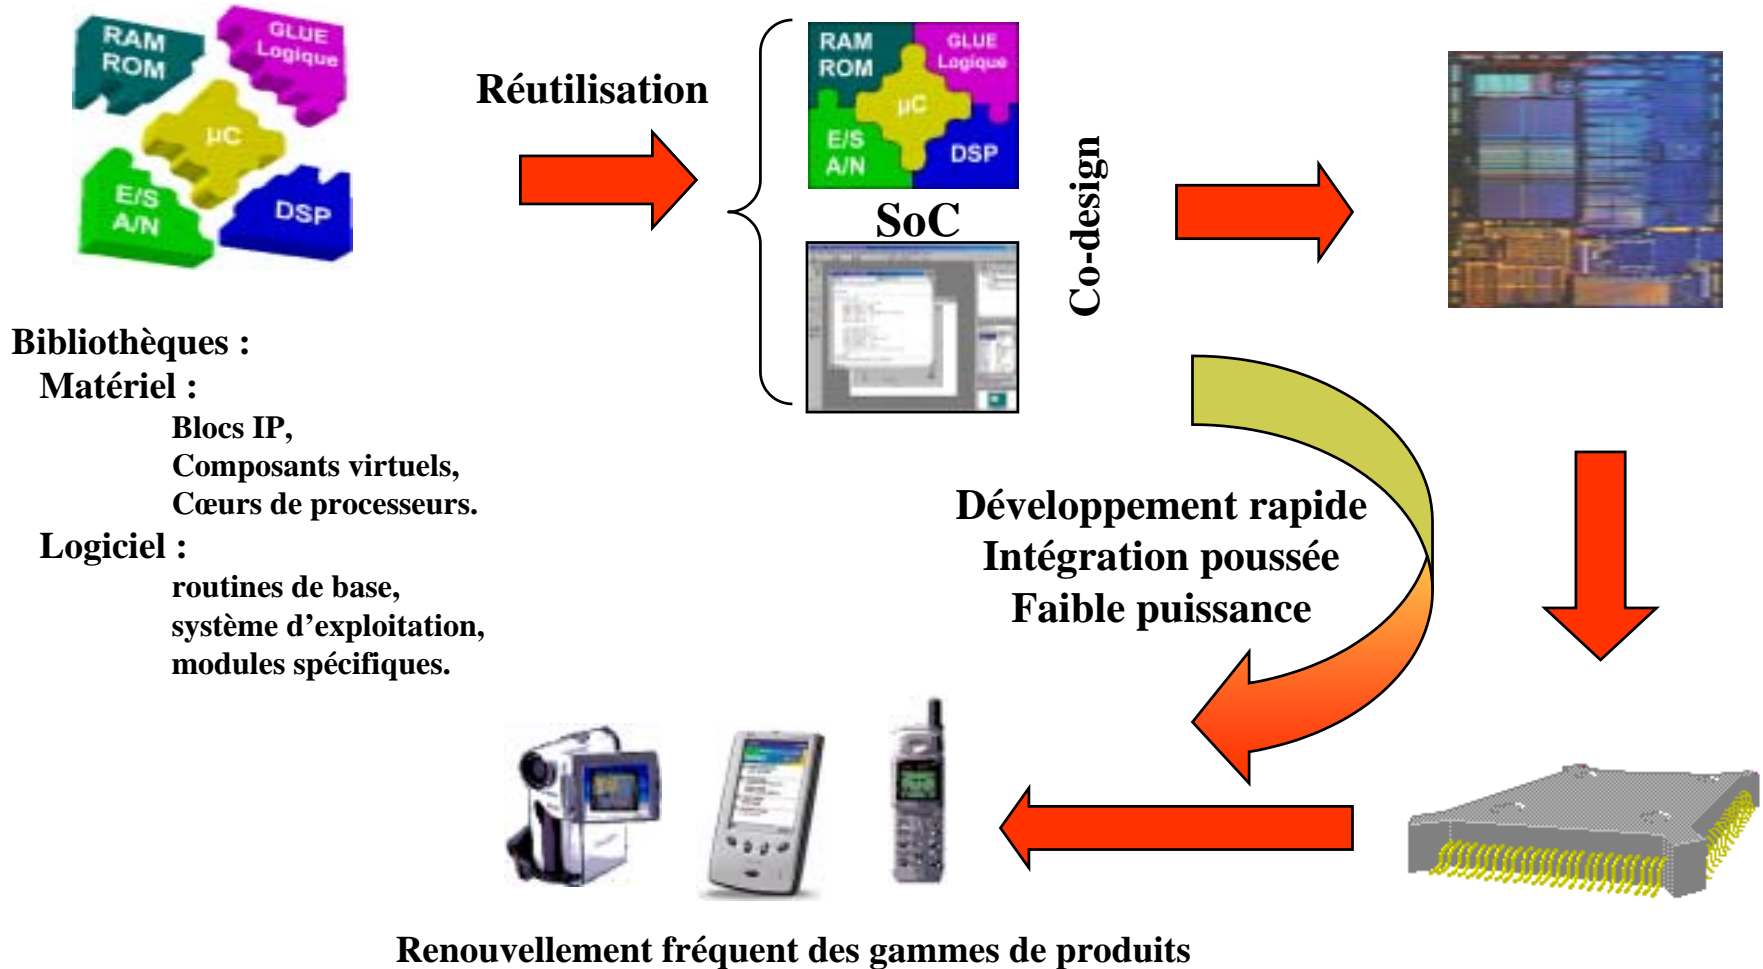 RAM
ROM
GLUE
Logique
µC
E/S
A/N
DSP
Réutilisation
RAM
ROM
GLUE
Logique
µC
E/S
A/N
DSP
SoC
Co-design
Bibliothèques :
Matériel :
Blocs IP,
Composants virtuels,
Cœurs de processeurs.
Logiciel :
routines de base,
système d’exploitation,
modules spécifiques.
Développement rapide
Intégration poussée
Faible puissance
Renouvellement fréquent des gammes de produits